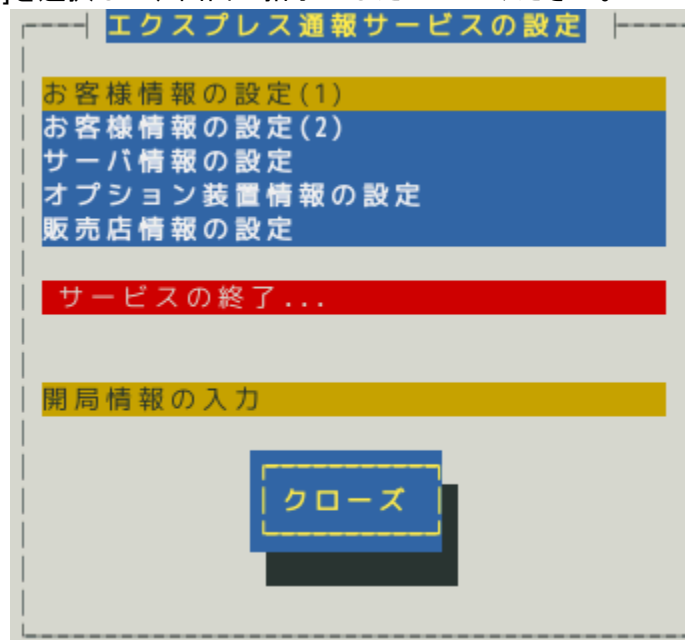 エクスプレス通報サービスの設定
お客様情報の設定(1)
お客様情報の設定(2)
サーバ情報の設定
オプション装置情報の設定
販売店情報の設定
サービスの終了...
開局情報の入力
クローズ